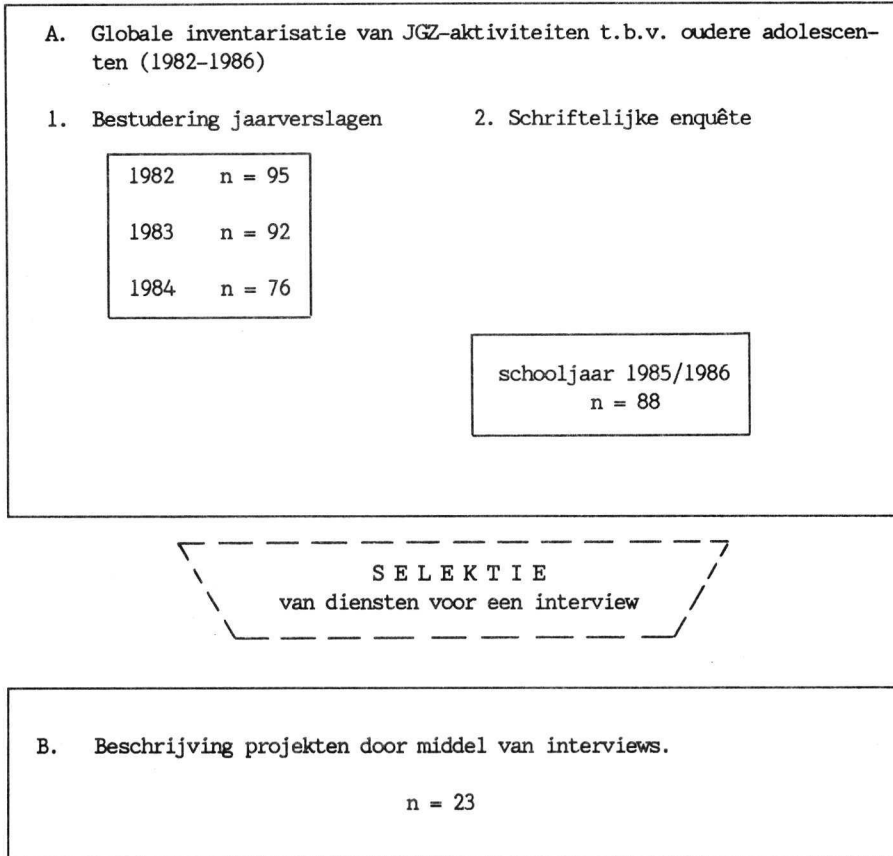 A. Globale inventarisatie van JGZ-aktiviteiten t.b.v. oudere adolescen-
ten (1982-1986)
1. Bestudering jaarverslagen
1982 n = 95
1983 n = 92
1984 n = 76
2. Schriftelijke enquête
schooljaar 1985/1986
n = 88
S E L E K T I E
van diensten voor een interview
B. Beschrijving projekten door middel van interviews.
n = 23